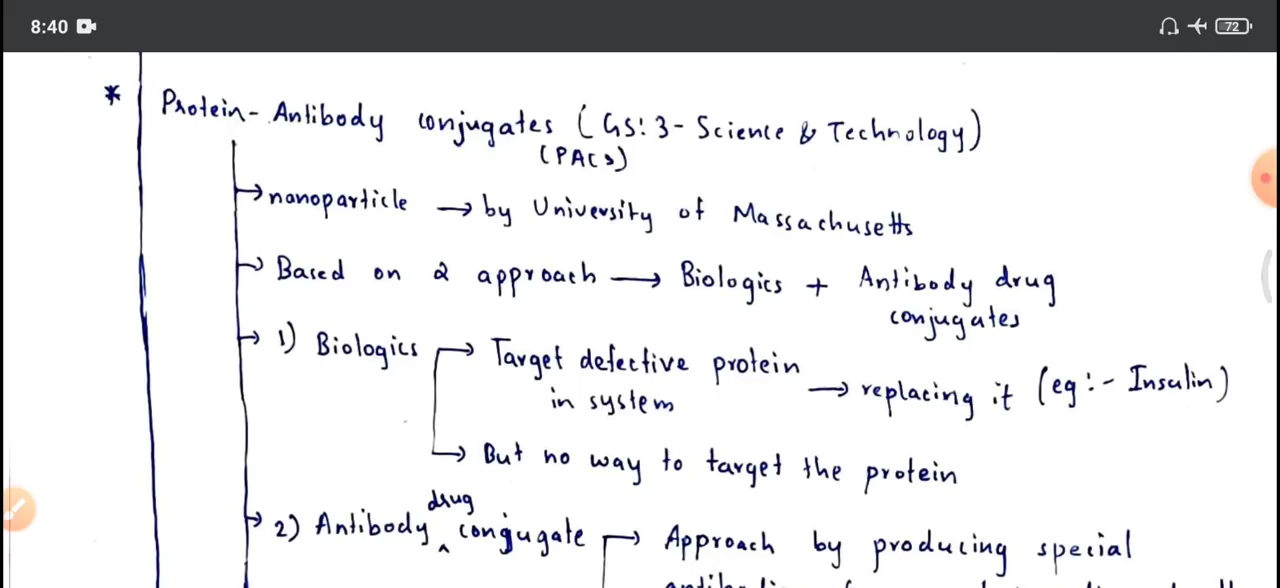 8:40
72
* Protein-Antibody conjugates (GS:3-Science & Technology)
(PACs)
→ nanoparticle → by University of Massachusetts
→ Based on 2 approach → Biologics + Antibody drug
conjugates
→ 1) Biologics → Target defective protein
in system → replacing it (eg:- Insulin)
→ But no way to target the protein
drug
→ 2) Antibody ^ conjugate → Approach by producing special